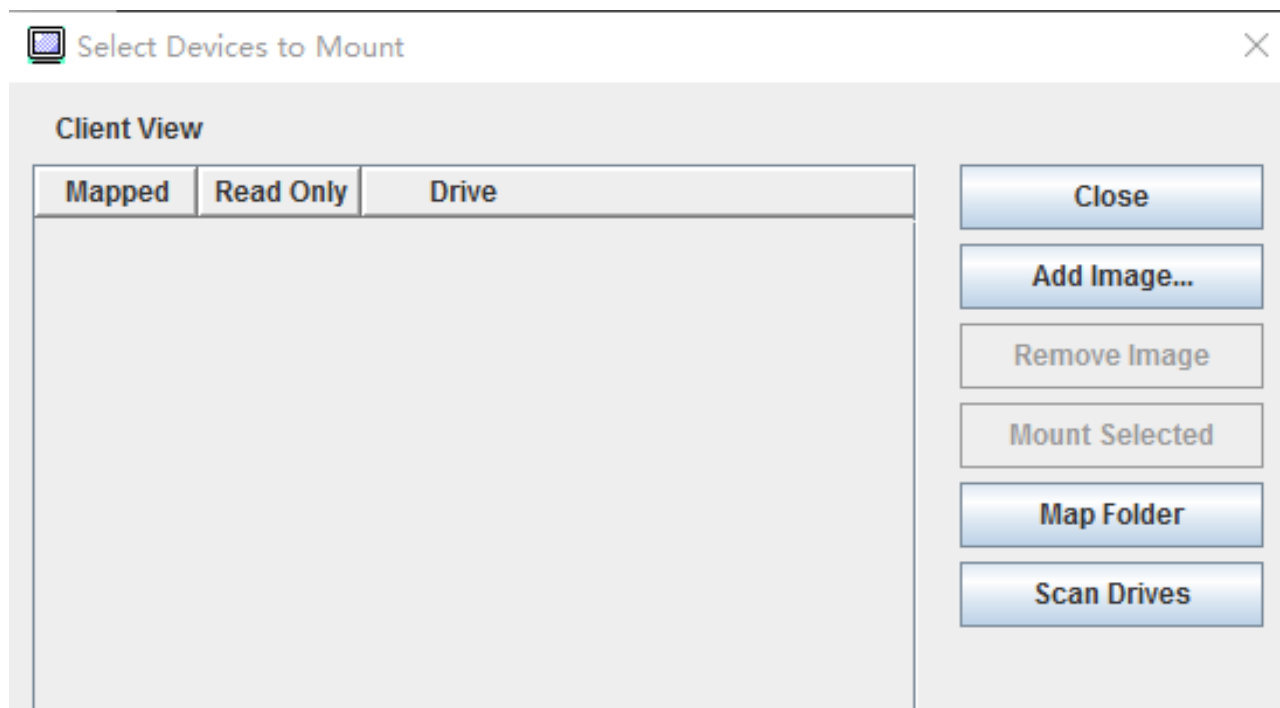 Select Devices to Mount
Client View
Mapped Read Only Drive
Close
Add Image...
Remove Image
Mount Selected
Map Folder
Scan Drives